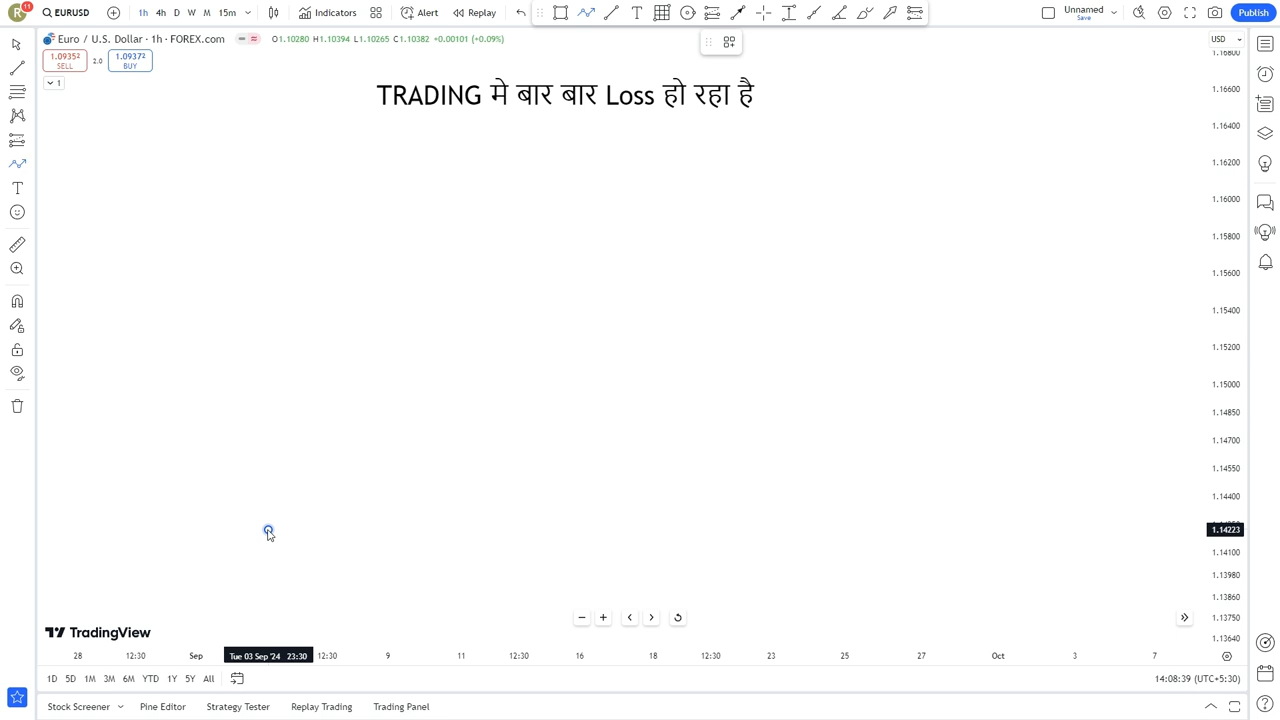 R 11 EURUSD 1h 4h D W M 15m Indicators Alert Replay Unnamed Save Publish
Euro / U.S. Dollar · 1h · FOREX.com O1.10280 H1.10394 L1.10265 C1.10382 +0.00101 (+0.09%) USD
1.09352 SELL 2.0 1.09372 BUY
1
TRADING मे बार बार Loss हो रहा है
1.16800
1.16600
1.16400
1.16200
1.16000
1.15800
1.15600
1.15400
1.15200
1.15000
1.14850
1.14700
1.14550
1.14400
1.14223
1.14100
1.13980
1.13860
1.13750
1.13640
TradingView
28 12:30 Sep Tue 03 Sep '24 23:30 12:30 9 11 12:30 16 18 12:30 23 25 27 Oct 3 7
1D 5D 1M 3M 6M YTD 1Y 5Y All 14:08:39 (UTC+5:30)
Stock Screener Pine Editor Strategy Tester Replay Trading Trading Panel